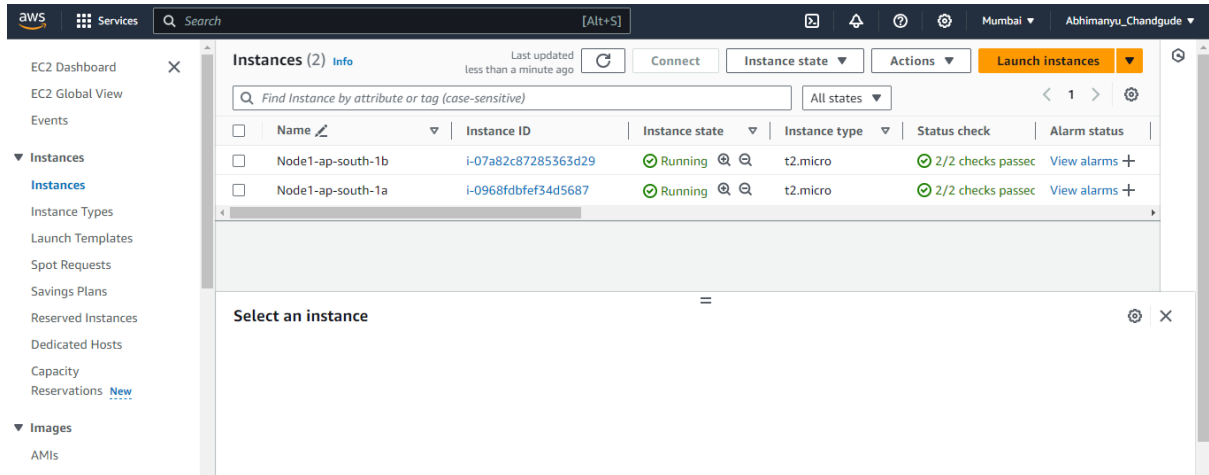 aws Services Search [Alt+S] Mumbai ▼ Abhimanyu_Chandgude ▼
EC2 Dashboard
EC2 Global View
Events
▼ Instances
Instances
Instance Types
Launch Templates
Spot Requests
Savings Plans
Reserved Instances
Dedicated Hosts
Capacity
Reservations New
▼ Images
AMIs
Instances (2) Info
Last updated
less than a minute ago
Connect Instance state ▼ Actions ▼ Launch instances ▼
Find Instance by attribute or tag (case-sensitive) All states ▼ < 1 >
Name Instance ID Instance state Instance type Status check Alarm status
Node1-ap-south-1b i-07a82c87285363d29 Running t2.micro 2/2 checks passec View alarms +
Node1-ap-south-1a i-0968fdbfef34d5687 Running t2.micro 2/2 checks passec View alarms +
Select an instance